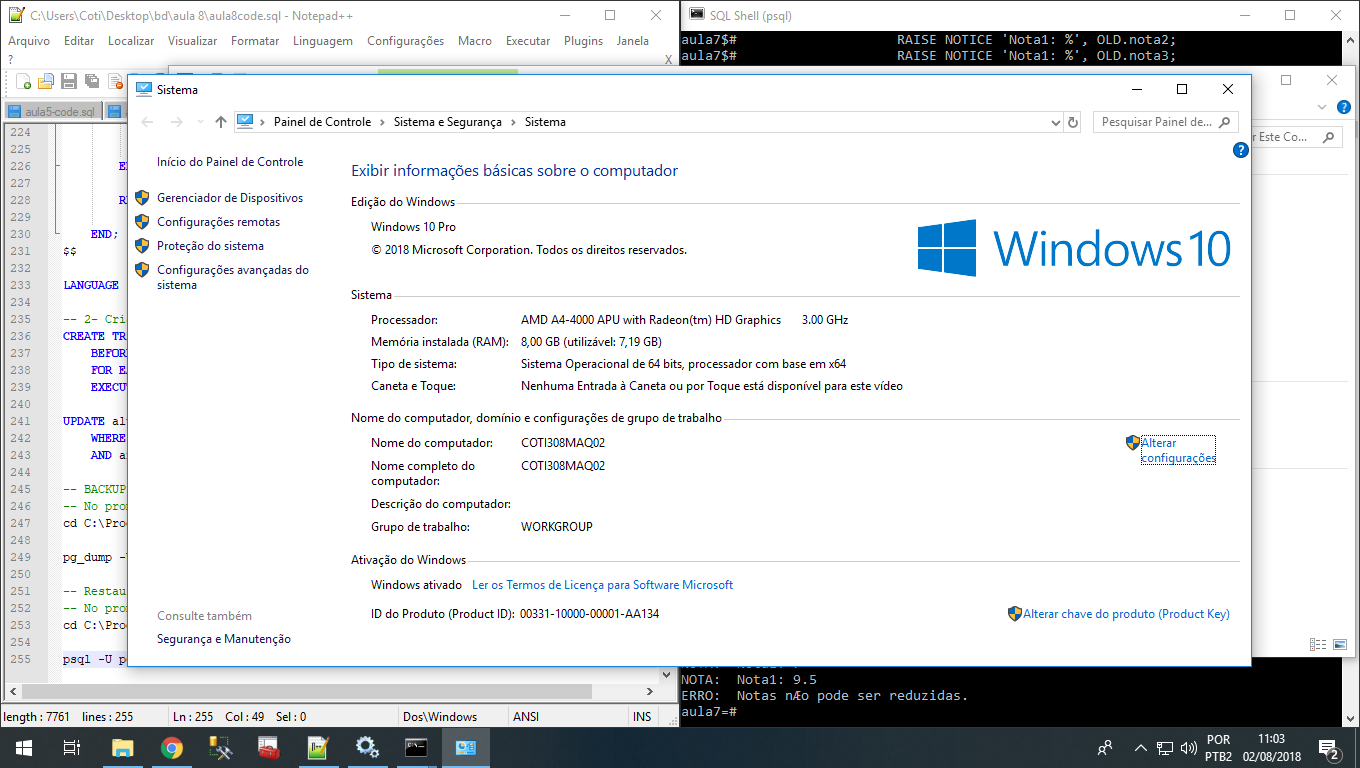 C:\Users\Coti\Desktop\bd\aula 8\aula8code.sql - Notepad++
Arquivo Editar Localizar Visualizar Formatar Linguagem Configurações Macro Executar Plugins Janela
?
X
aula5-code.sql
SQL Shell (psql)
aula7$# RAISE NOTICE 'Nota1: %', OLD.nota2;
aula7$# RAISE NOTICE 'Nota1: %', OLD.nota3;
Sistema
Painel de Controle > Sistema e Segurança > Sistema
Pesquisar Painel de...
r Este Co...
Início do Painel de Controle
Gerenciador de Dispositivos
Configurações remotas
Proteção do sistema
Configurações avançadas do
sistema
Consulte também
Segurança e Manutenção
Exibir informações básicas sobre o computador
Edição do Windows
Windows 10 Pro
© 2018 Microsoft Corporation. Todos os direitos reservados.
Windows 10
Sistema
Processador: AMD A4-4000 APU with Radeon(tm) HD Graphics 3.00 GHz
Memória instalada (RAM): 8,00 GB (utilizável: 7,19 GB)
Tipo de sistema: Sistema Operacional de 64 bits, processador com base em x64
Caneta e Toque: Nenhuma Entrada à Caneta ou por Toque está disponível para este vídeo
Nome do computador, domínio e configurações de grupo de trabalho
Nome do computador: COTI308MAQ02
Alterar
configurações
Nome completo do COTI308MAQ02
computador:
Descrição do computador:
Grupo de trabalho: WORKGROUP
Ativação do Windows
Windows ativado Ler os Termos de Licença para Software Microsoft
ID do Produto (Product ID): 00331-10000-00001-AA134
Alterar chave do produto (Product Key)
224
225
226 E
227
228 R
229
230 END;
231 $$
232
233 LANGUAGE
234
235 -- 2- Cri
236 CREATE TR
237 BEFOR
238 FOR E
239 EXECU
240
241 UPDATE al
242 WHERE
243 AND a
244
245 -- BACKUP
246 -- No pro
247 cd C:\Pro
248
249 pg_dump -
250
251 -- Restau
252 -- No pro
253 cd C:\Pro
254
255 psql -U p
NOTA: Nota1: 9.5
ERRO: Notas nÆo pode ser reduzidas.
aula7=#
length : 7761 lines : 255 Ln : 255 Col : 49 Sel : 0 Dos\Windows ANSI INS
POR
PTB2
11:03
02/08/2018
2